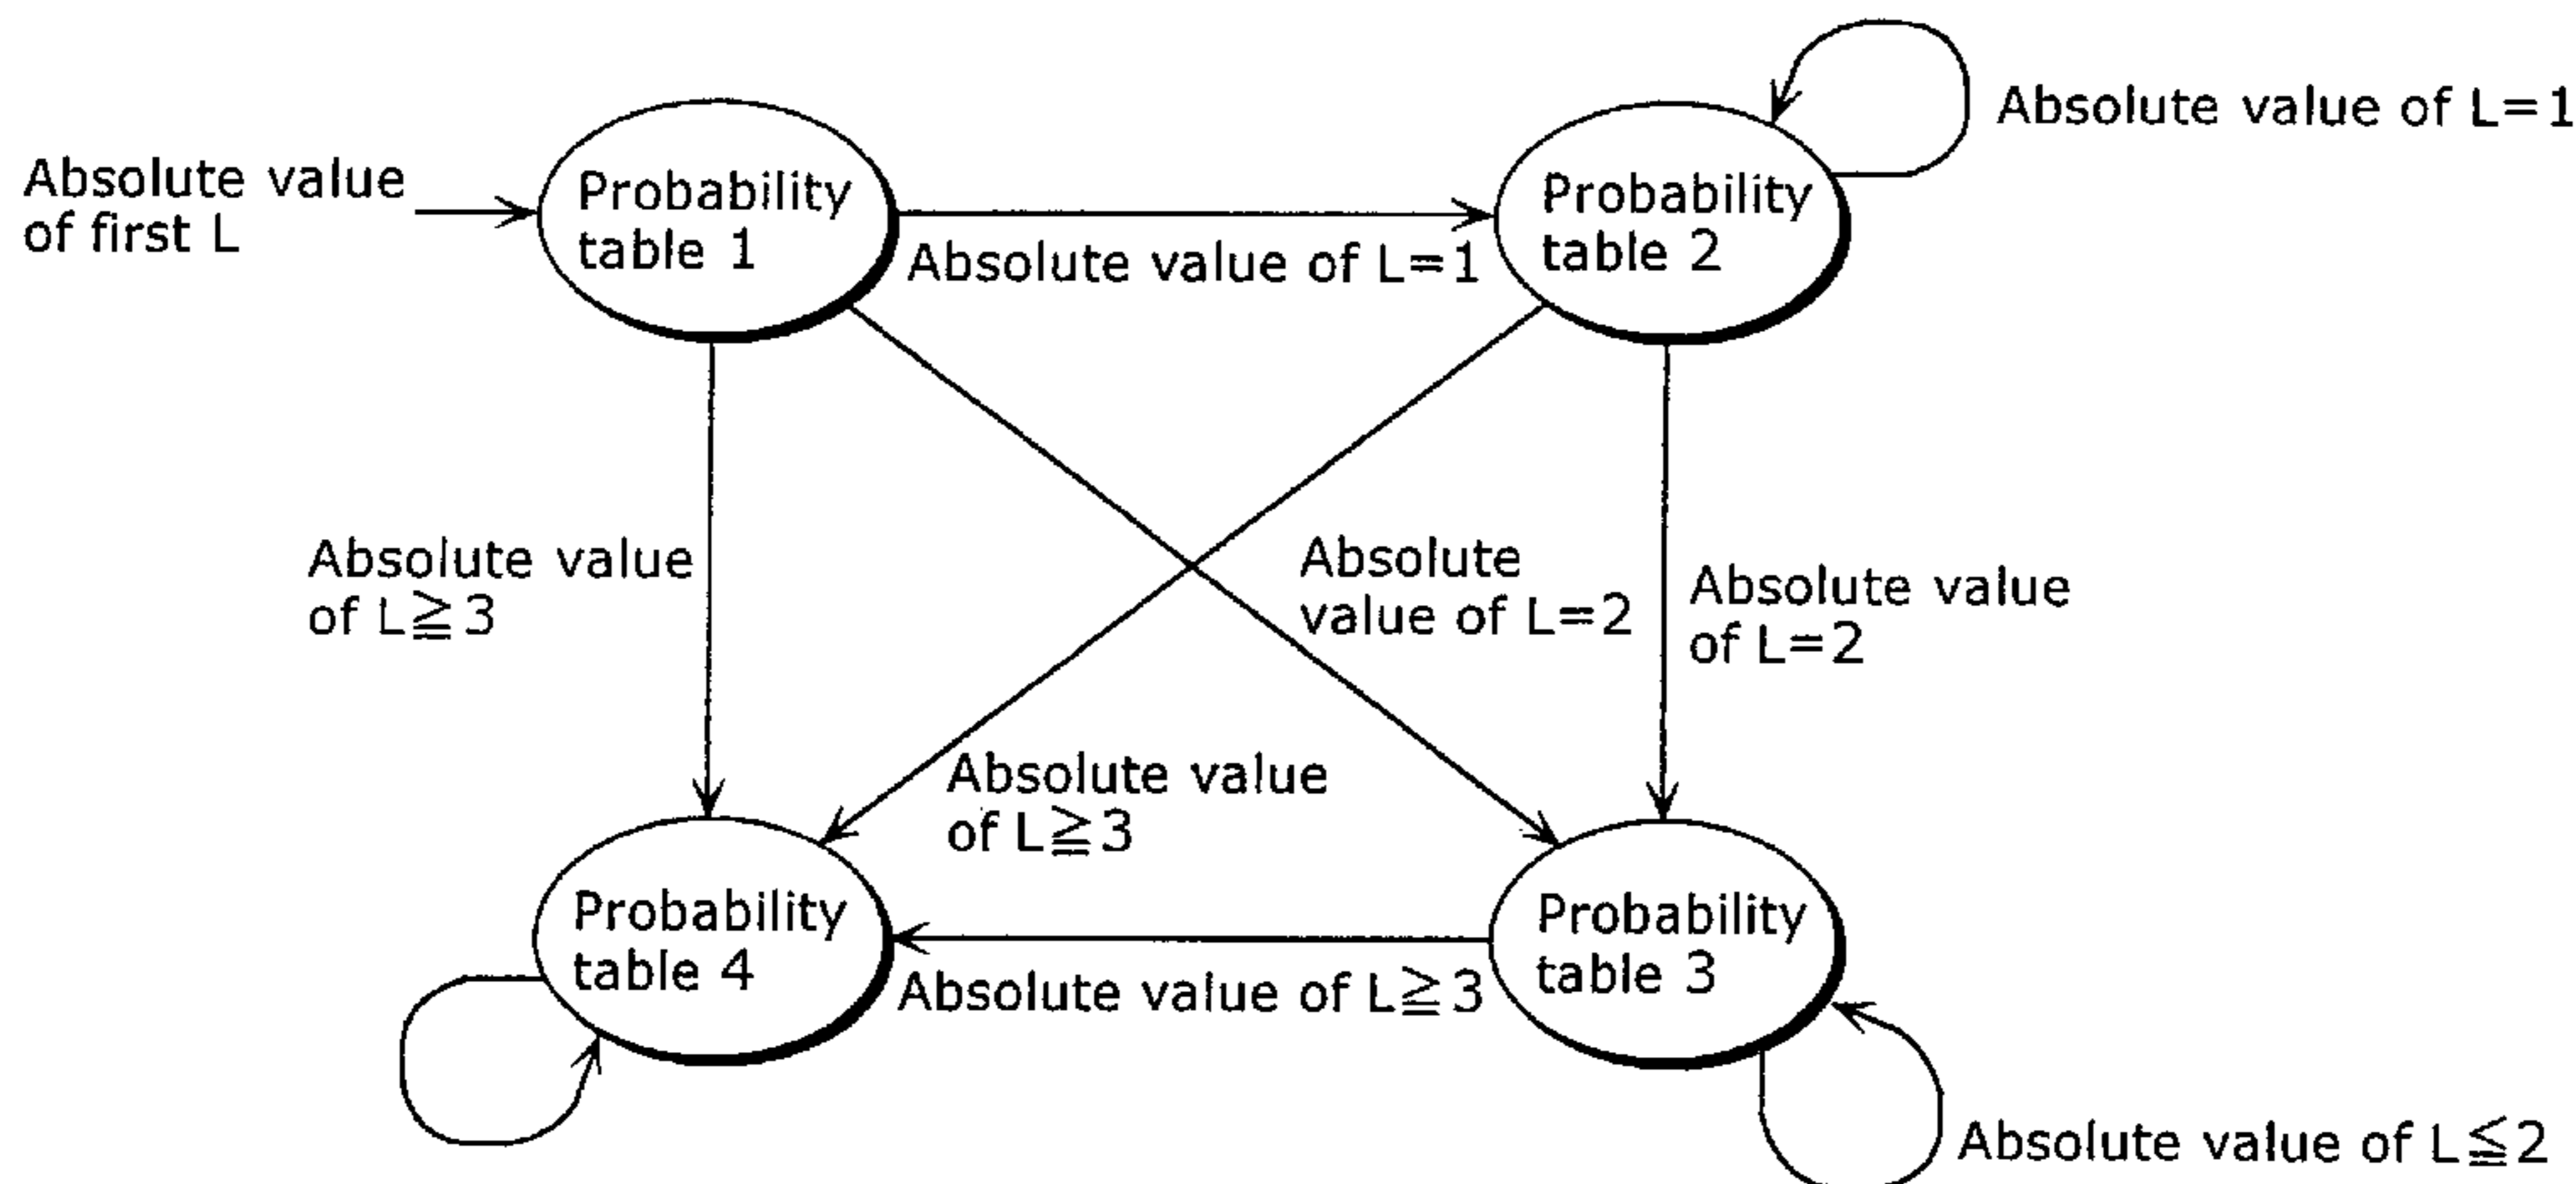 Absolute value
of first L
Probability
table 1
Absolute value of L=1
Probability
table 2
Absolute value of L=1
Absolute value
of L≧3
Absolute
value of L=2
Absolute value
of L=2
Absolute value
of L≧3
Probability
table 4
Absolute value of L≧3
Probability
table 3
Absolute value of L≦2